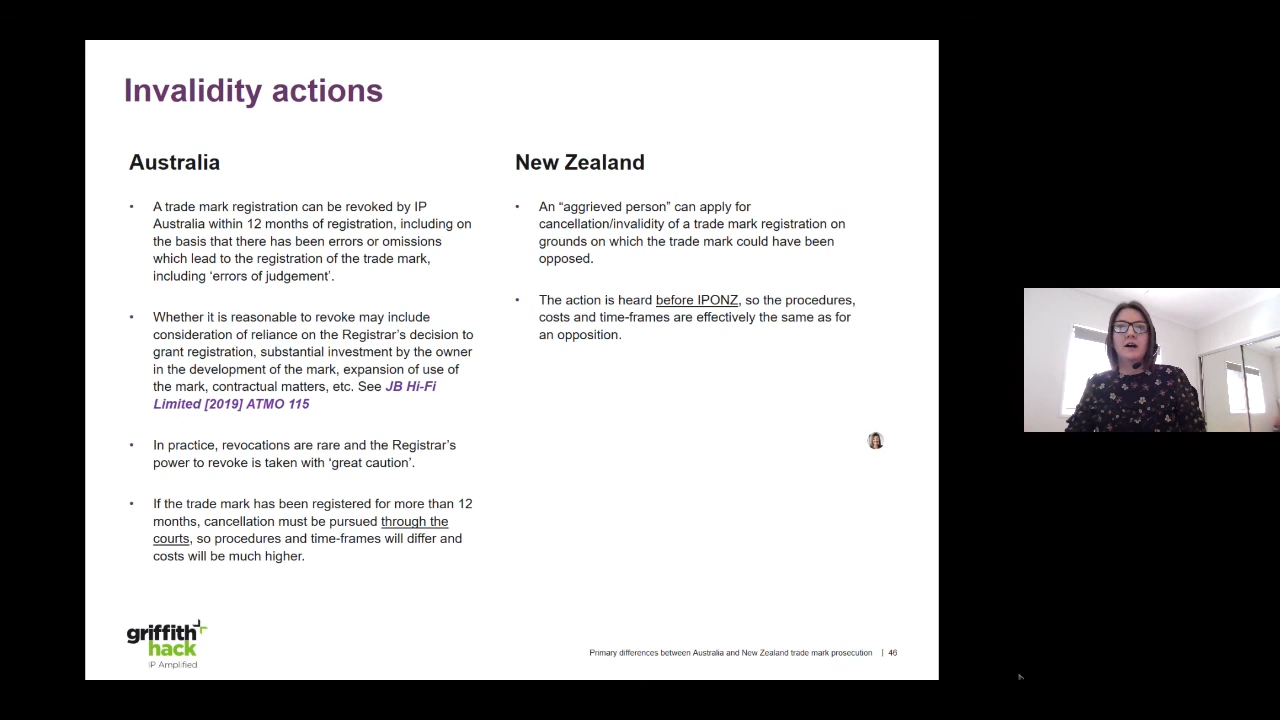 Invalidity actions
Australia
• A trade mark registration can be revoked by IP
Australia within 12 months of registration, including on
the basis that there has been errors or omissions
which lead to the registration of the trade mark,
including ‘errors of judgement’.
• Whether it is reasonable to revoke may include
consideration of reliance on the Registrar’s decision to
grant registration, substantial investment by the owner
in the development of the mark, expansion of use of
the mark, contractual matters, etc. See JB Hi-Fi
Limited [2019] ATMO 115
• In practice, revocations are rare and the Registrar’s
power to revoke is taken with ‘great caution’.
• If the trade mark has been registered for more than 12
months, cancellation must be pursued through the
courts, so procedures and time-frames will differ and
costs will be much higher.
New Zealand
• An “aggrieved person” can apply for
cancellation/invalidity of a trade mark registration on
grounds on which the trade mark could have been
opposed.
• The action is heard before IPONZ, so the procedures,
costs and time-frames are effectively the same as for
an opposition.
griffith
hack
IP Amplified
Primary differences between Australia and New Zealand trade mark prosecution | 46